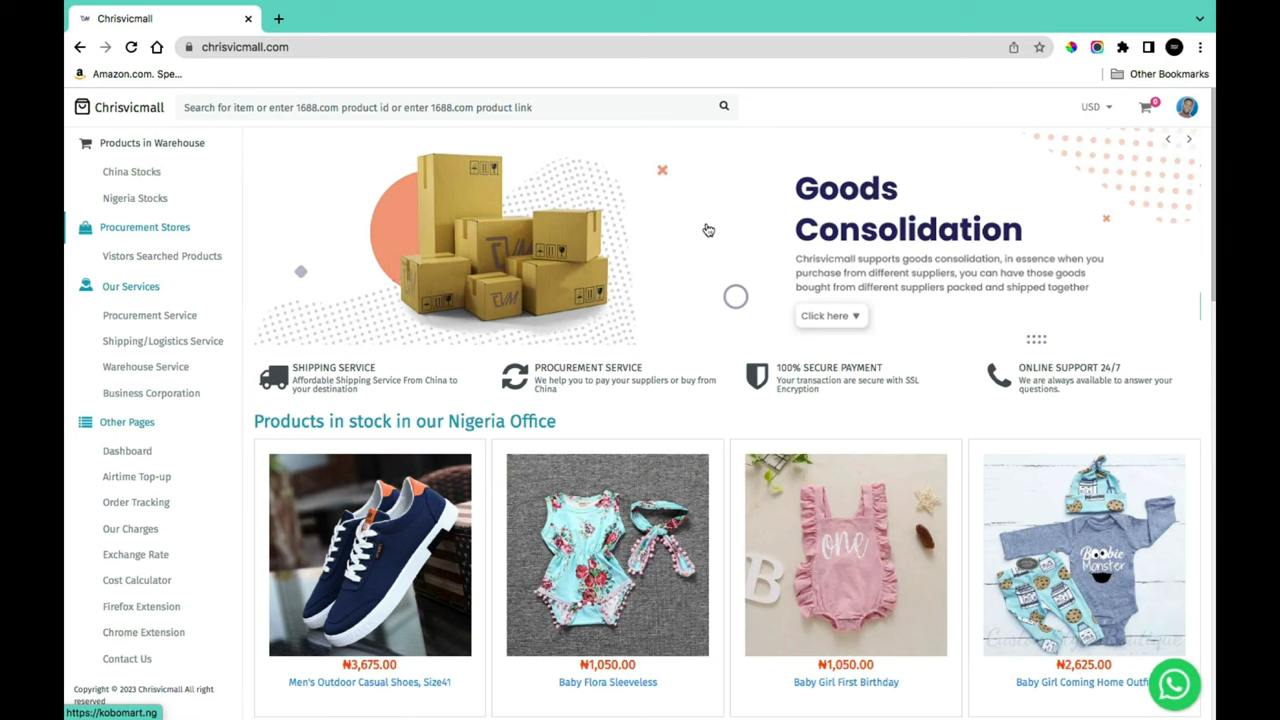 Chrisvicmall
chrisvicmall.com
Amazon.com. Spe...
Other Bookmarks
Chrisvicmall
Search for item or enter 1688.com product id or enter 1688.com product link
USD
0
Products in Warehouse
China Stocks
Nigeria Stocks
Procurement Stores
Vistors Searched Products
Our Services
Procurement Service
Shipping/Logistics Service
Warehouse Service
Business Corporation
Other Pages
Dashboard
Airtime Top-up
Order Tracking
Our Charges
Exchange Rate
Cost Calculator
Firefox Extension
Chrome Extension
Contact Us
Copyright © 2023 Chrisvicmall All right
reserved
https://kobomart.ng
Goods
Consolidation
Chrisvicmall supports goods consolidation, in essence when you
purchase from different suppliers, you can have those goods
bought from different suppliers packed and shipped together
Click here ▼
SHIPPING SERVICE
Affordable Shipping Service From China to
your destination
PROCUREMENT SERVICE
We help you to pay your suppliers or buy from
China
100% SECURE PAYMENT
Your transaction are secure with SSL
Encryption
ONLINE SUPPORT 24/7
We are always available to answer your
questions.
Products in stock in our Nigeria Office
one
B
Boobie
Monster
₦3,675.00
Men's Outdoor Casual Shoes, Size41
₦1,050.00
Baby Flora Sleeveless
₦1,050.00
Baby Girl First Birthday
₦2,625.00
Baby Girl Coming Home Outfi